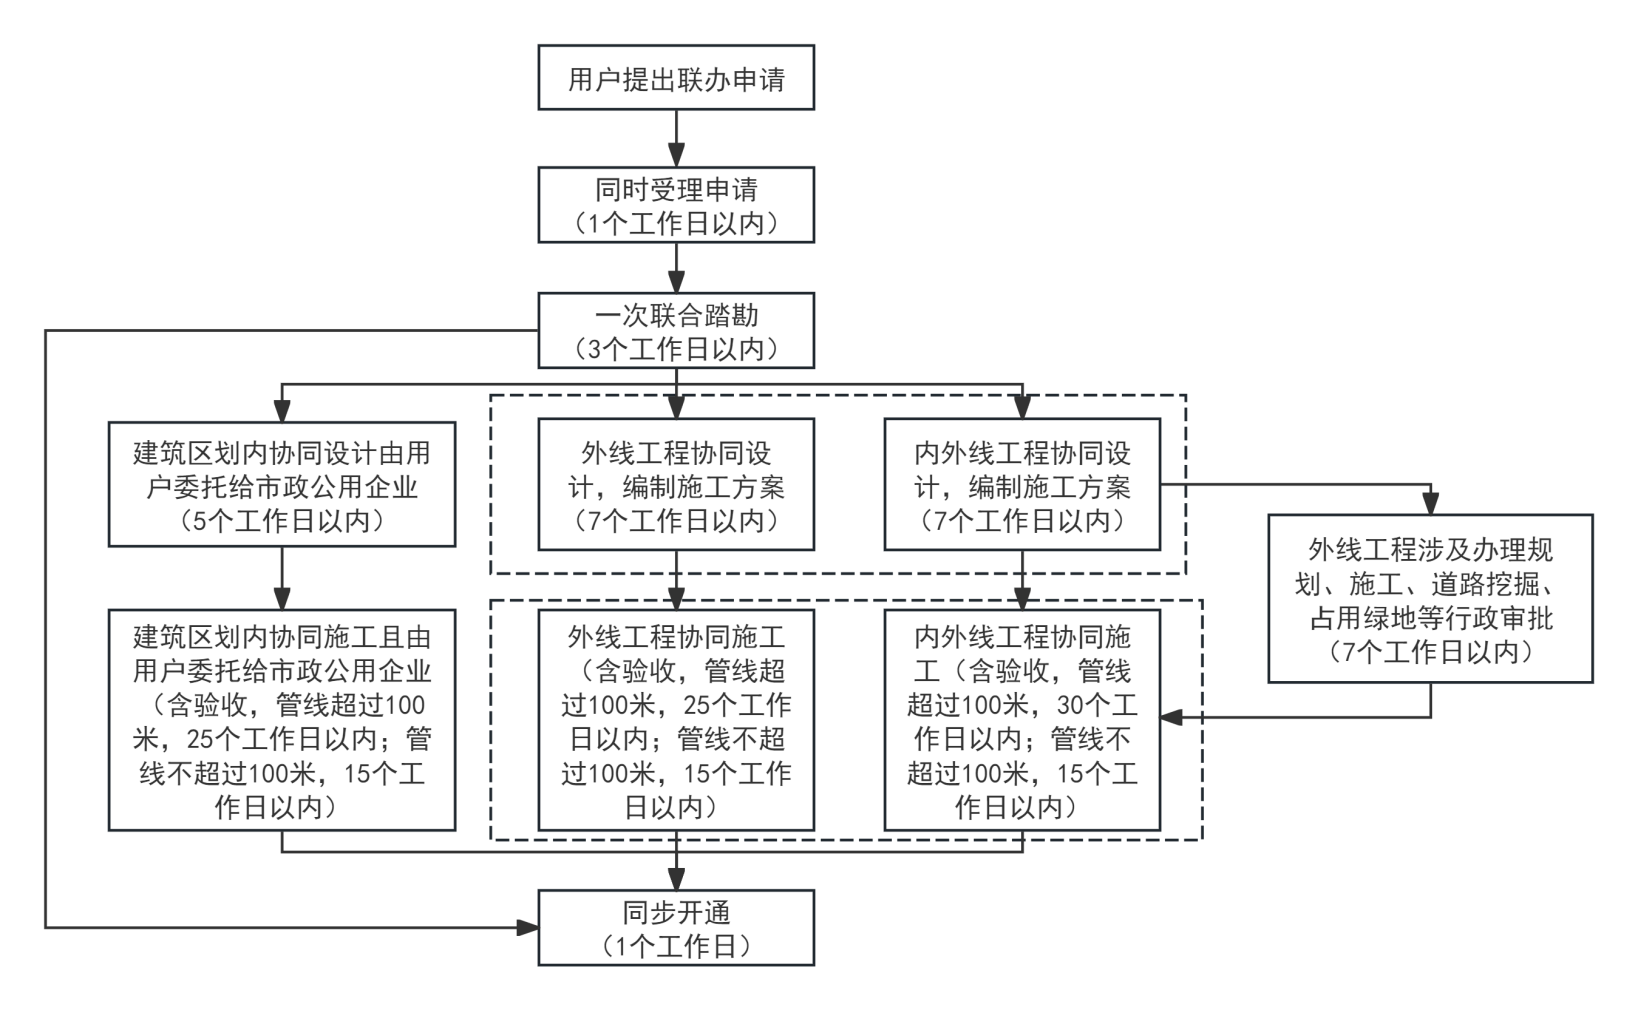 用户提出联办申请
同时受理申请
（1个工作日以内）
一次联合踏勘
（3个工作日以内）
建筑区划内协同设计由用
户委托给市政公用企业
（5个工作日以内）
外线工程协同设
计，编制施工方案
（7个工作日以内）
内外线工程协同设
计，编制施工方案
（7个工作日以内）
外线工程涉及办理规
划、施工、道路挖掘、
占用绿地等行政审批
（7个工作日以内）
建筑区划内协同施工且由
用户委托给市政公用企业
（含验收，管线超过100
米，25个工作日以内；管
线不超过100米，15个工
作日以内）
外线工程协同施工
（含验收，管线超
过100米，25个工作
日以内；管线不超
过100米，15个工作
日以内）
内外线工程协同施
工（含验收，管线
超过100米，30个工
作日以内；管线不
超过100米，15个工
作日以内）
同步开通
（1个工作日）